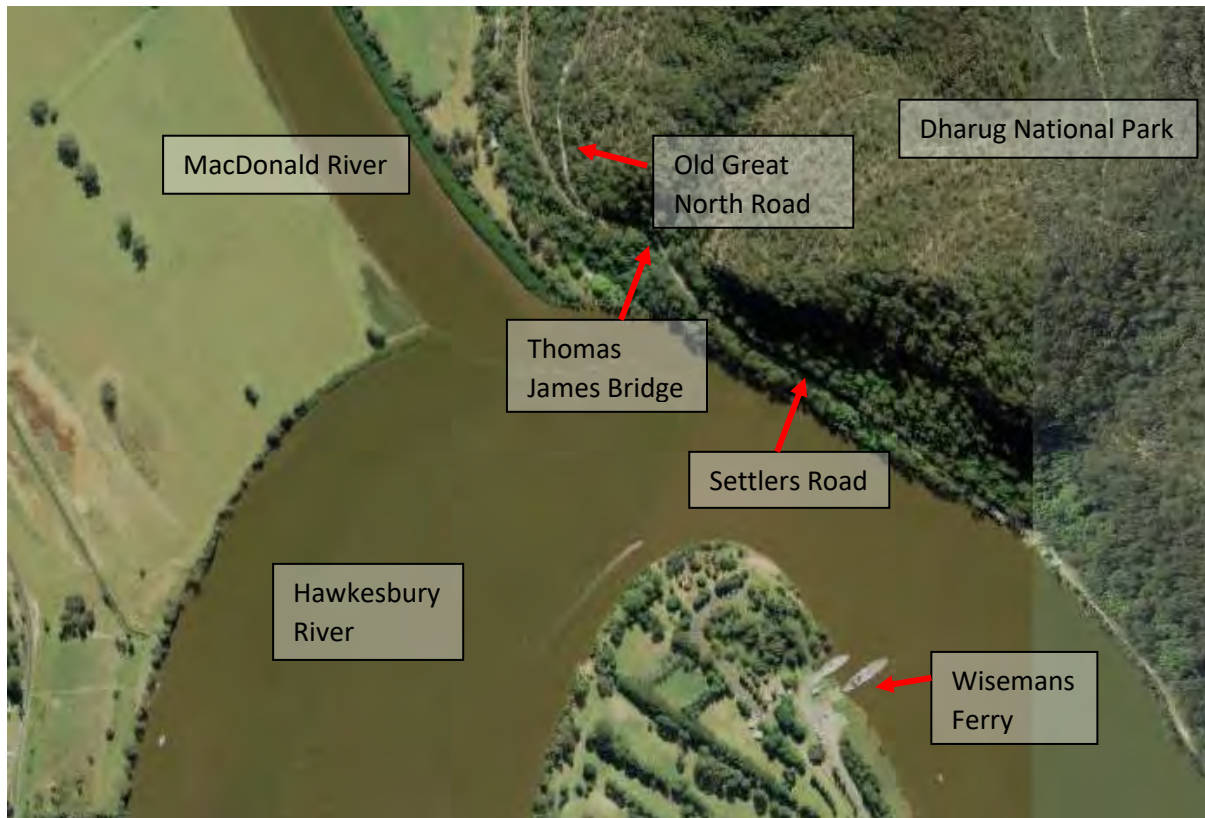 Dharug National Park
MacDonald River
Old Great
North Road
Thomas
James Bridge
Settlers Road
Hawkesbury
River
Wisemans
Ferry